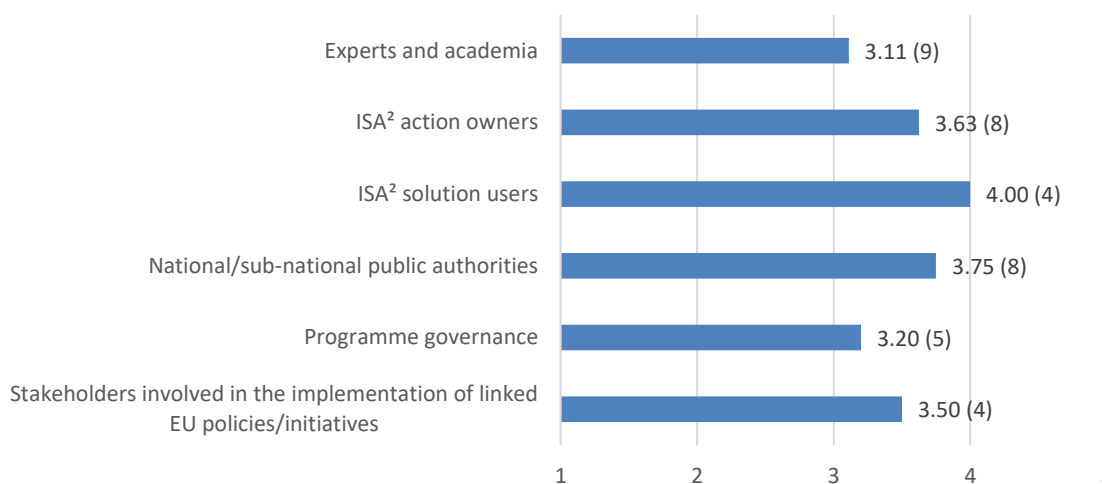 Experts and academia
3.11 (9)
ISA² action owners
3.63 (8)
ISA² solution users
4.00 (4)
National/sub-national public authorities
3.75 (8)
Programme governance
3.20 (5)
Stakeholders involved in the implementation of linked
EU policies/initiatives
3.50 (4)
1 2 3 4